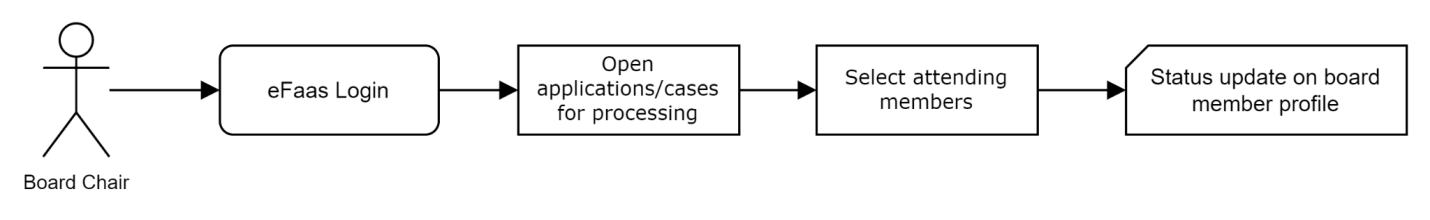 Board Chair
eFaas Login
Open
applications/cases
for processing
Select attending
members
Status update on board
member profile